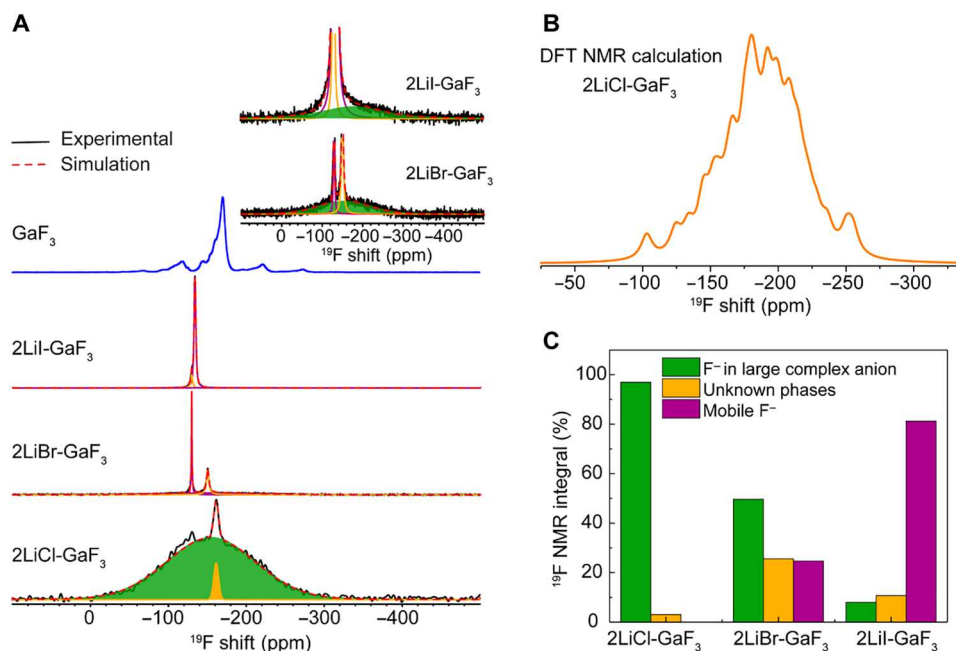 A
2LiI-GaF3
Experimental
Simulation
2LiBr-GaF3
0 −100 −200 −300 −400
19F shift (ppm)
GaF3
2LiI-GaF3
2LiBr-GaF3
2LiCl-GaF3
0 −100 −200 −300 −400
19F shift (ppm)
B
DFT NMR calculation
2LiCl-GaF3
−50 −100 −150 −200 −250 −300
19F shift (ppm)
C
F− in large complex anion
Unknown phases
Mobile F−
100
80
60
40
20
0
19F NMR integral (%)
2LiCl-GaF3 2LiBr-GaF3 2LiI-GaF3